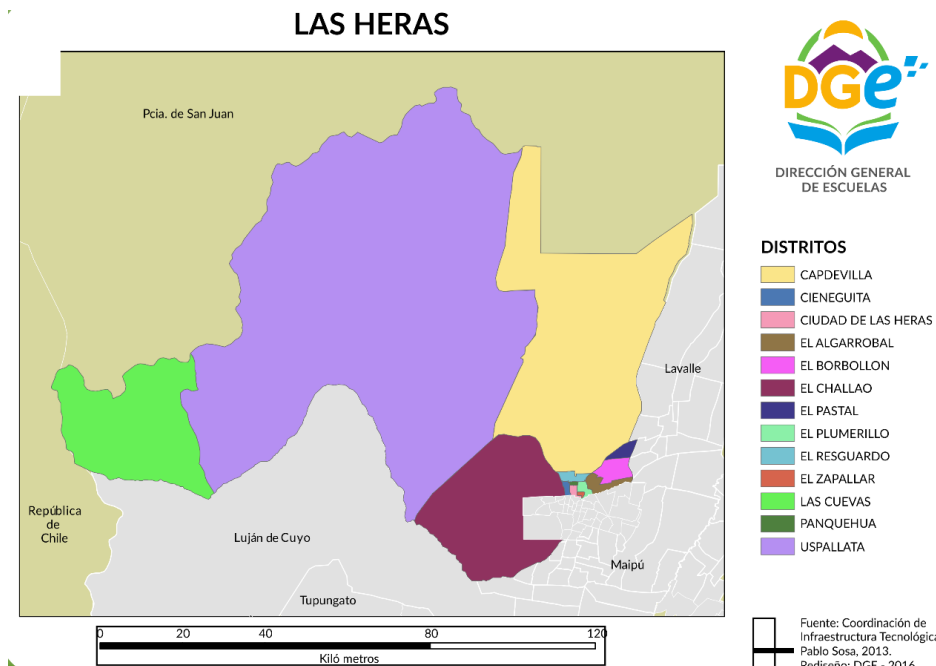 LAS HERAS
Pcia. de San Juan
Lavalle
República
de
Chile
Luján de Cuyo
Maipú
Tupungato
0 20 40 80 120
Kiló metros
DGe
DIRECCIÓN GENERAL
DE ESCUELAS
DISTRITOS
CAPDEVILLA
CIENEGUITA
CIUDAD DE LAS HERAS
EL ALGARROBAL
EL BORBOLLON
EL CHALLAO
EL PASTAL
EL PLUMERILLO
EL RESGUARDO
EL ZAPALLAR
LAS CUEVAS
PANQUEHUA
USPALLATA
Fuente: Coordinación de
Infraestructura Tecnológica
Pablo Sosa, 2013.
Rediseño: DGE - 2016